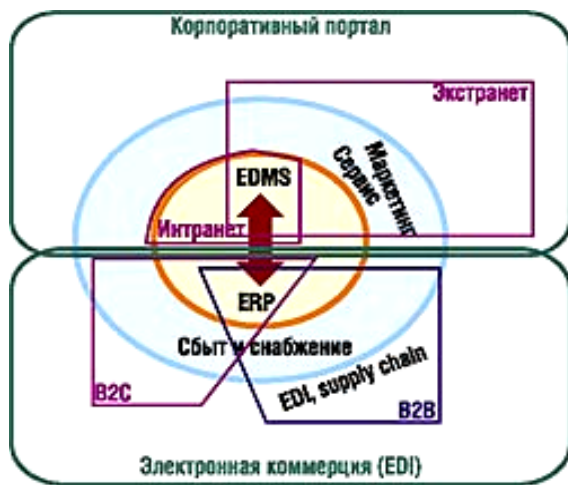 Корпоративный портал
Экстранет
Маркетинг
Сервис
EDMS
Интранет
ERP
Сбыт и снабжение
EDI, supply chain
B2C
B2B
Электронная коммерция (EDI)